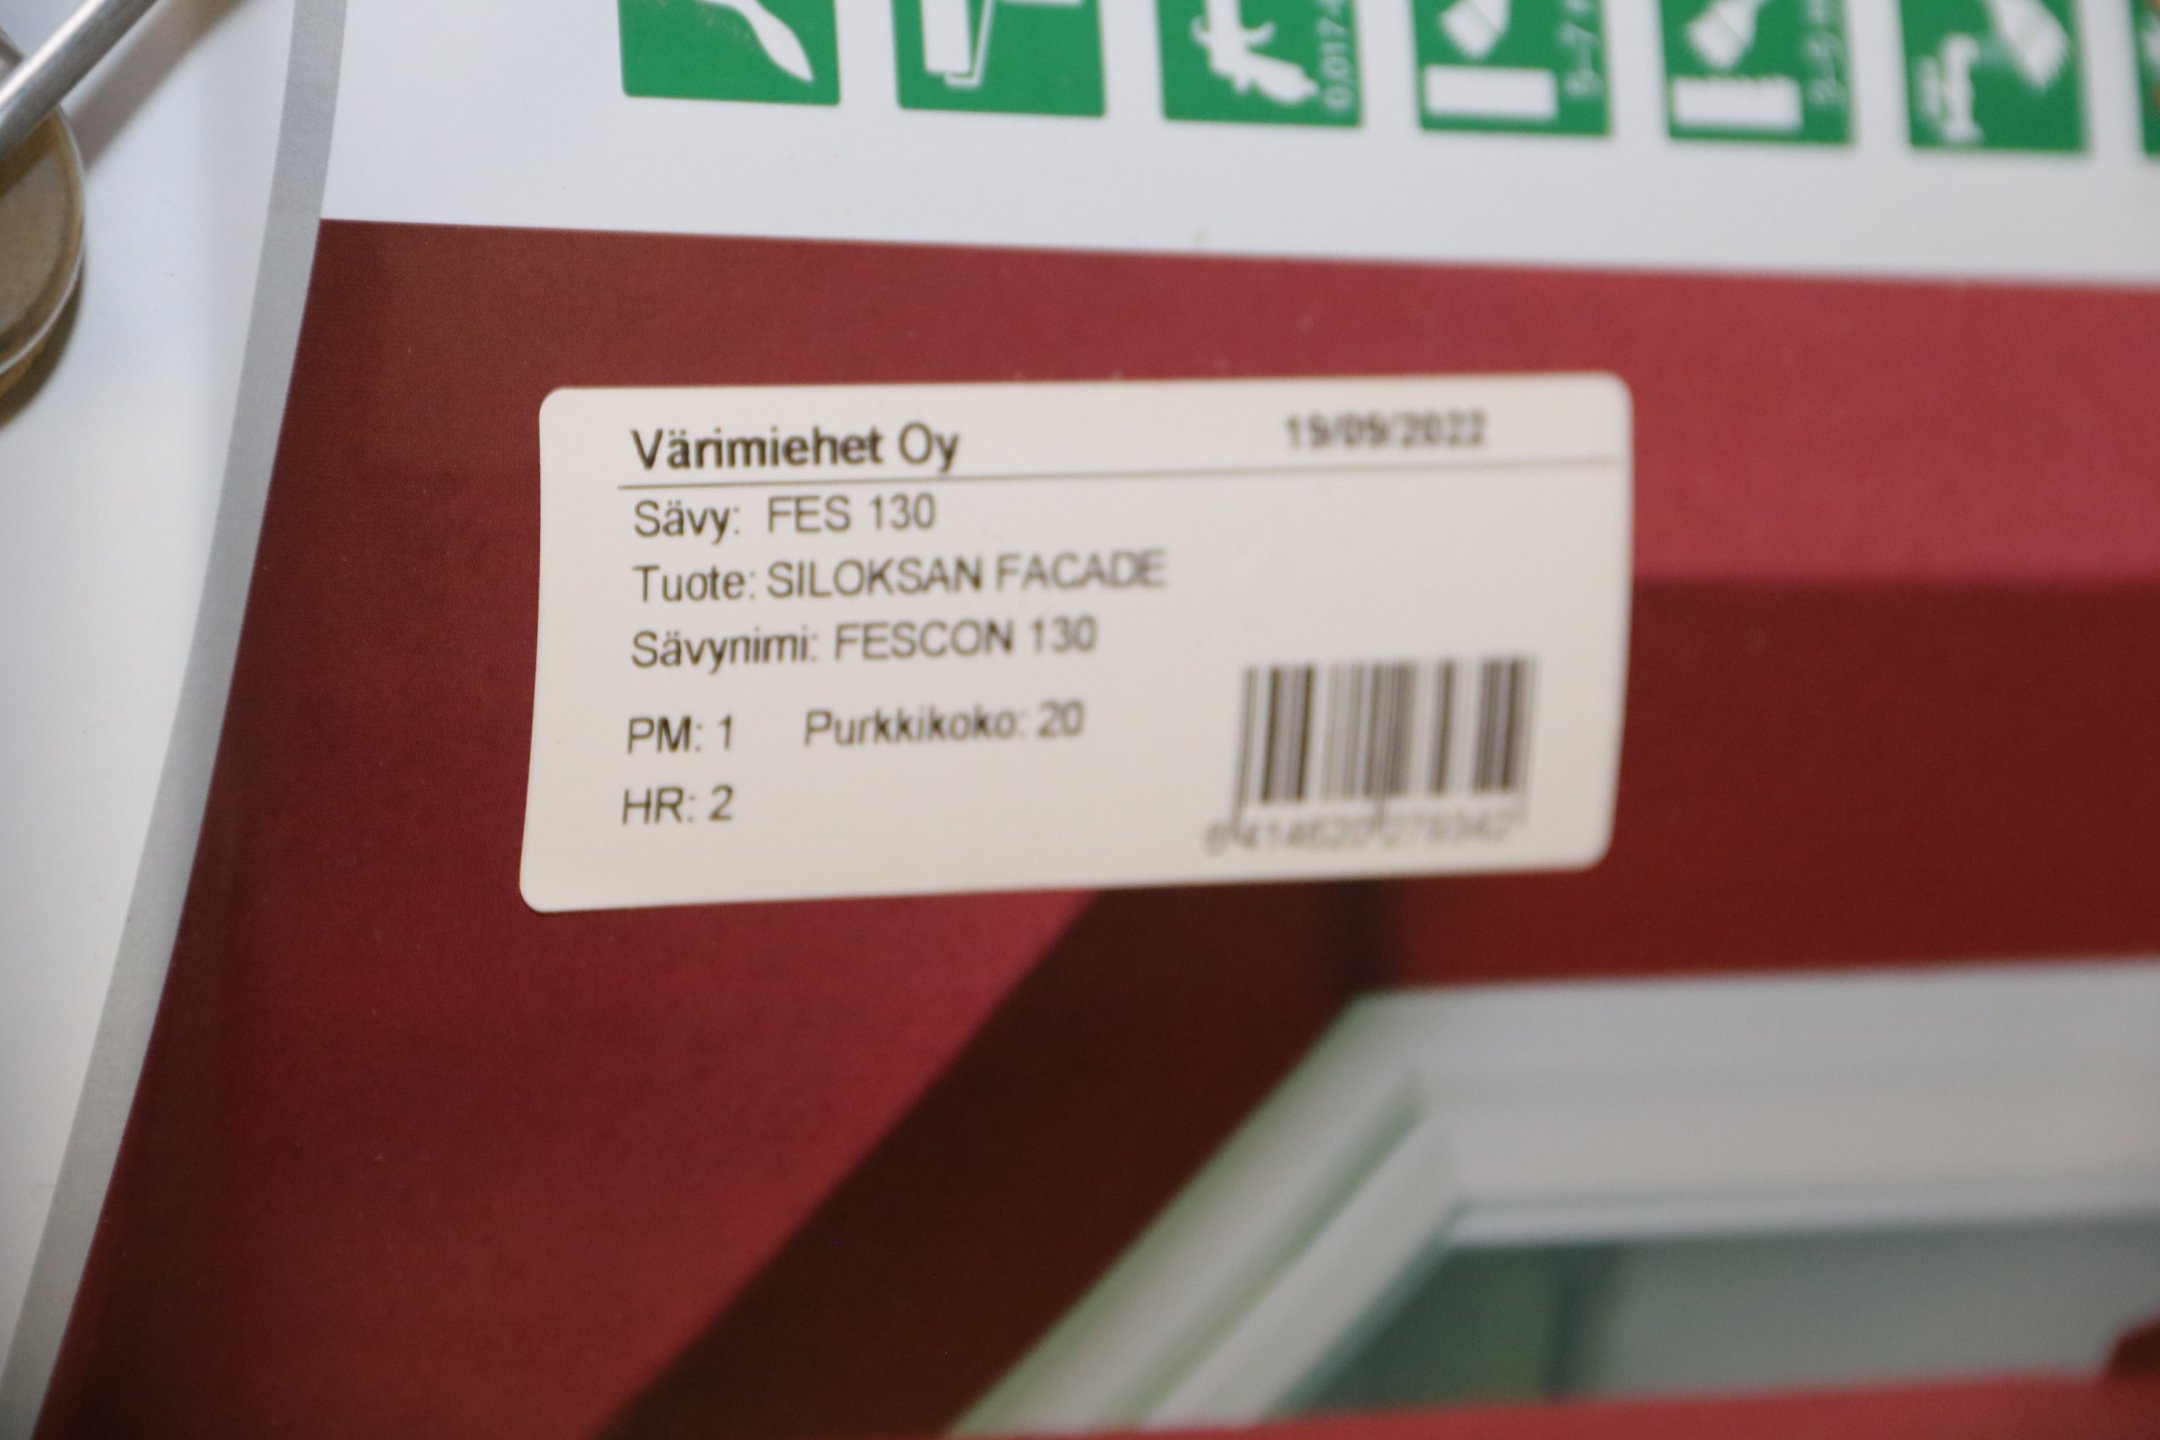 Värimiehet Oy 19/09/2022
Sävy: FES 130
Tuote: SILOKSAN FACADE
Sävynimi: FESCON 130
PM: 1 Purkkikoko: 20
HR: 2